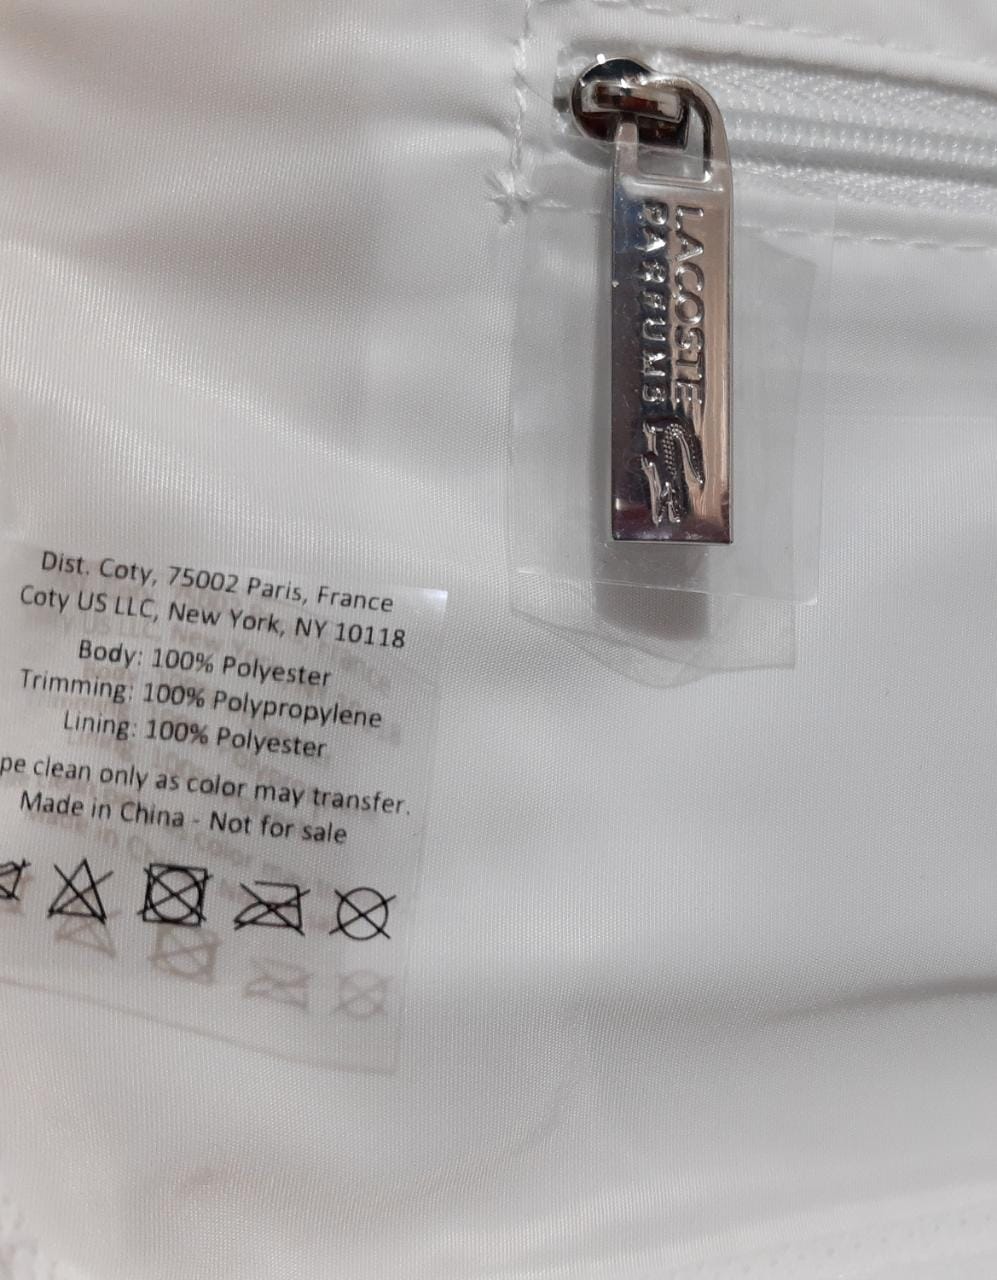 LACOSTE
PARFUMS
Dist. Coty, 75002 Paris, France
Coty US LLC, New York, NY 10118
Body: 100% Polyester
Trimming: 100% Polypropylene
Lining: 100% Polyester
pe clean only as color may transfer.
Made in China - Not for sale